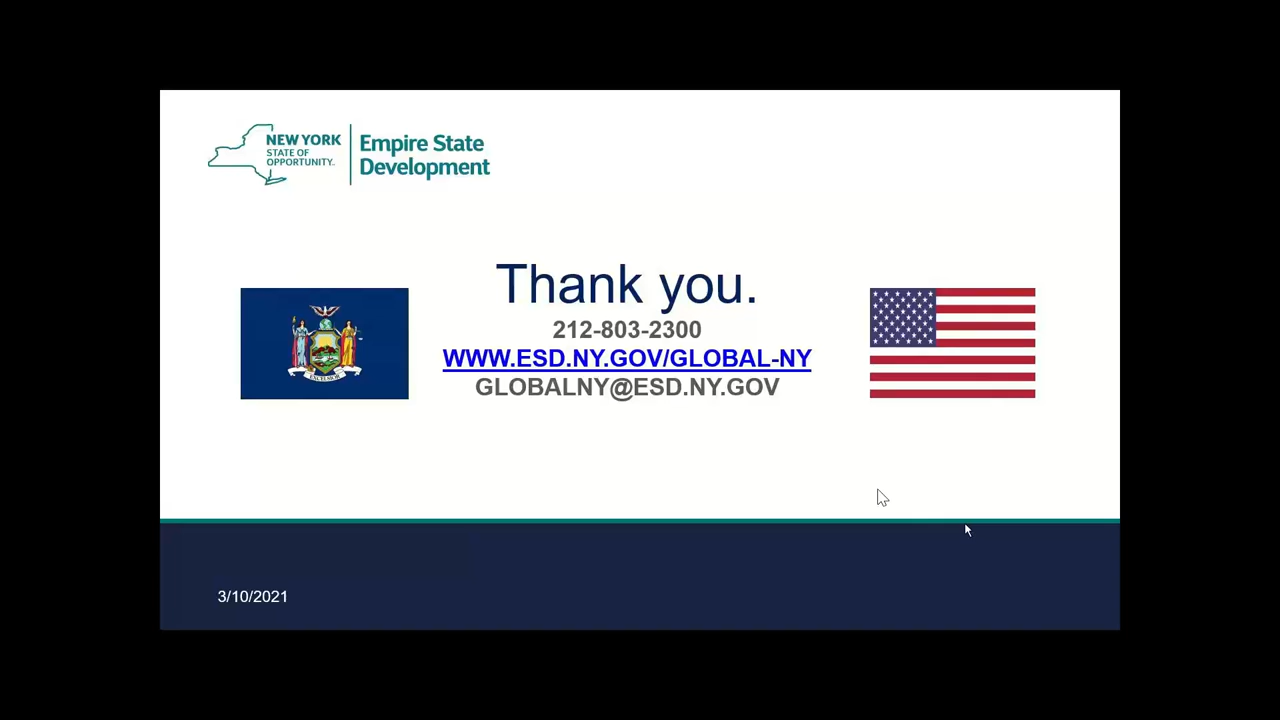 NEW YORK
STATE OF
OPPORTUNITY.
Empire State
Development
Thank you.
212-803-2300
WWW.ESD.NY.GOV/GLOBAL-NY
GLOBALNY@ESD.NY.GOV
EXCELSIOR
3/10/2021